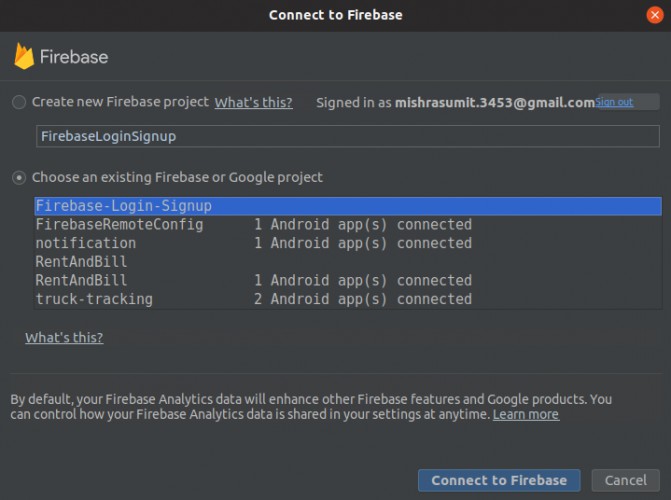 Connect to Firebase
Firebase
Create new Firebase project What's this? Signed in as mishrasumit.3453@gmail.com Sign out
FirebaseLoginSignup
Choose an existing Firebase or Google project
Firebase-Login-Signup
FirebaseRemoteConfig 1 Android app(s) connected
notification 1 Android app(s) connected
RentAndBill
RentAndBill 1 Android app(s) connected
truck-tracking 2 Android app(s) connected
What's this?
By default, your Firebase Analytics data will enhance other Firebase features and Google products. You
can control how your Firebase Analytics data is shared in your settings at anytime. Learn more
Connect to Firebase Cancel